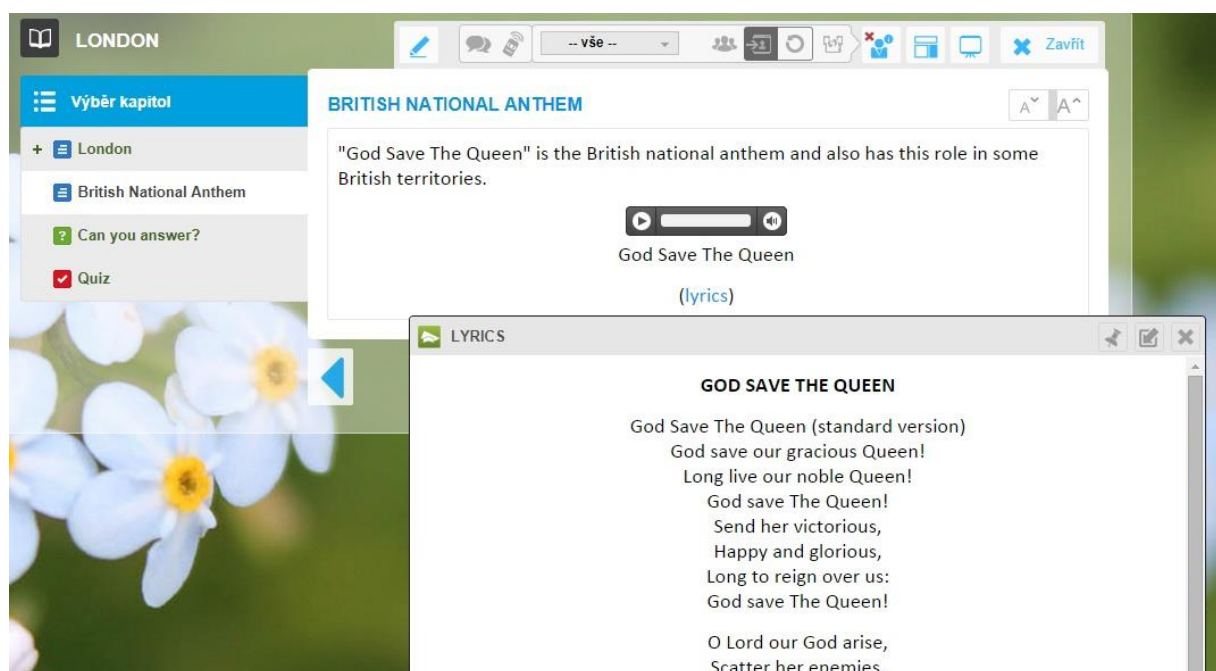 LONDON
-- vše --
Zavřít
Výběr kapitol
+ London
British National Anthem
? Can you answer?
Quiz
BRITISH NATIONAL ANTHEM
A˅ A^
"God Save The Queen" is the British national anthem and also has this role in some
British territories.
God Save The Queen
(lyrics)
LYRICS
GOD SAVE THE QUEEN
God Save The Queen (standard version)
God save our gracious Queen!
Long live our noble Queen!
God save The Queen!
Send her victorious,
Happy and glorious,
Long to reign over us:
God save The Queen!
O Lord our God arise,
Scatter her enemies